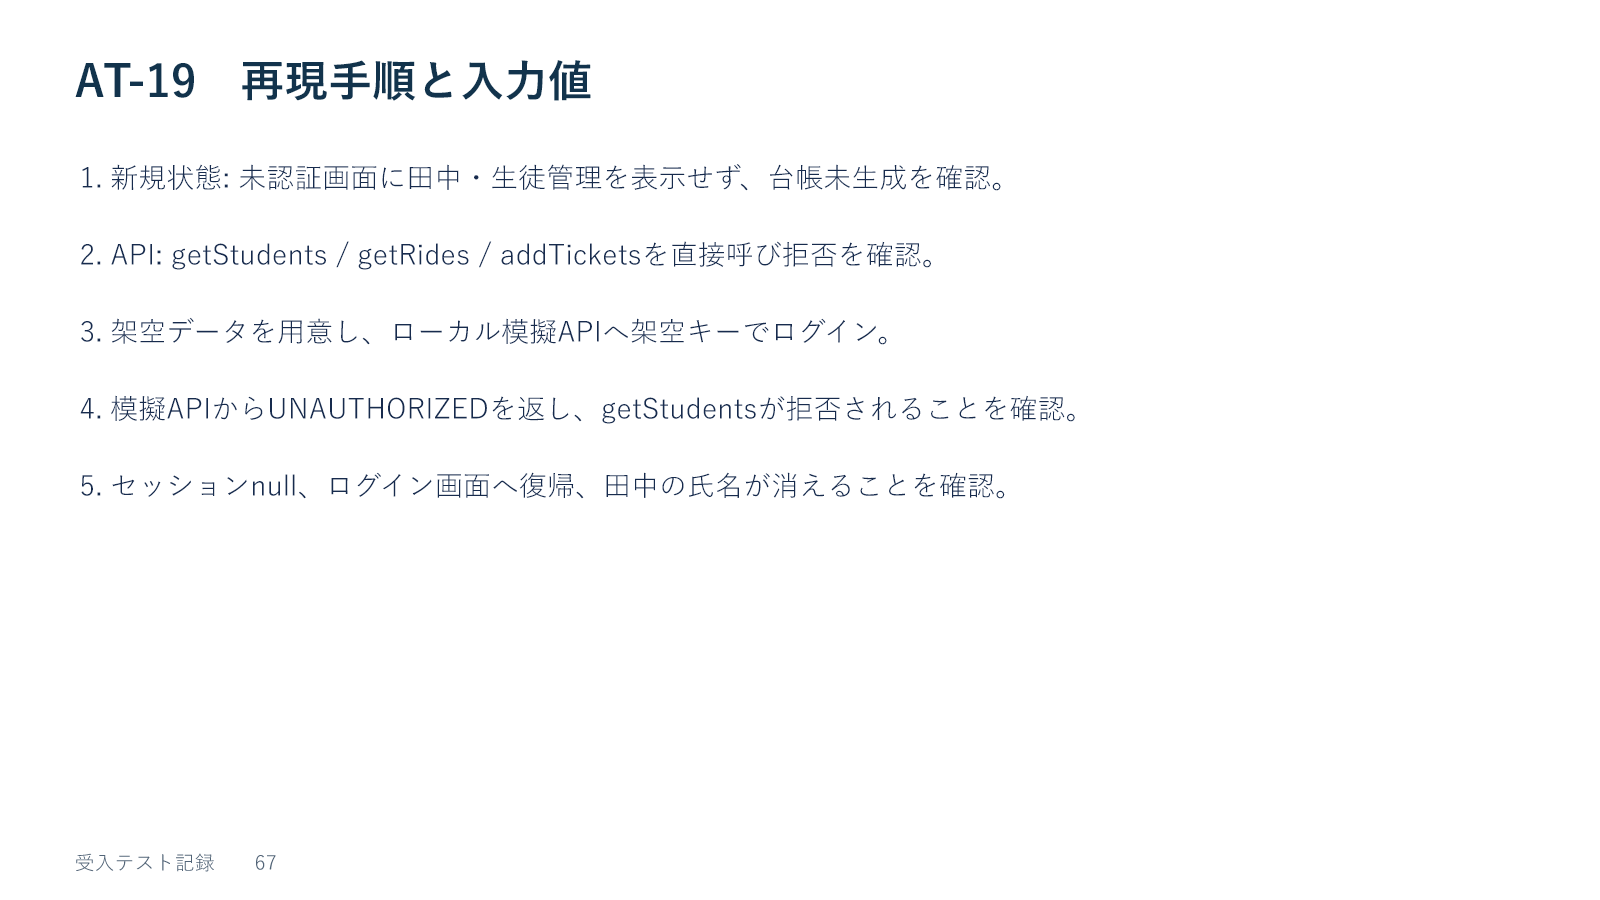 AT-19　再現手順と入力値
1. 新規状態: 未認証画面に田中・生徒管理を表示せず、台帳未生成を確認。
2. API: getStudents / getRides / addTicketsを直接呼び拒否を確認。
3. 架空データを用意し、ローカル模擬APIへ架空キーでログイン。
4. 模擬APIからUNAUTHORIZEDを返し、getStudentsが拒否されることを確認。
5. セッションnull、ログイン画面へ復帰、田中の氏名が消えることを確認。
受入テスト記録　　67